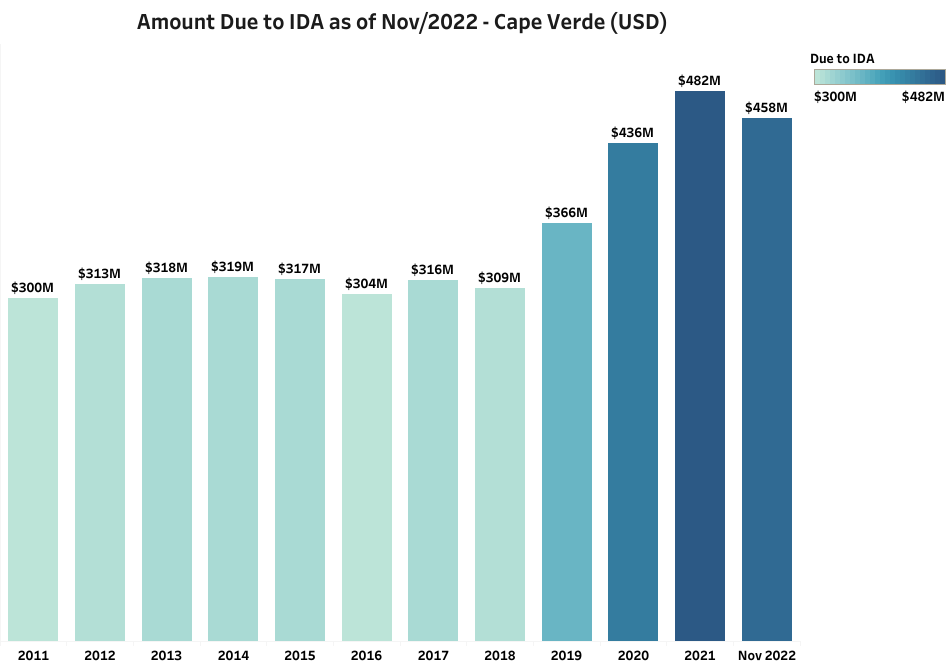 Amount Due to IDA as of Nov/2022 - Cape Verde (USD)
Due to IDA
$300M $482M
$300M
$313M
$318M
$319M
$317M
$304M
$316M
$309M
$366M
$436M
$482M
$458M
2011 2012 2013 2014 2015 2016 2017 2018 2019 2020 2021 Nov 2022